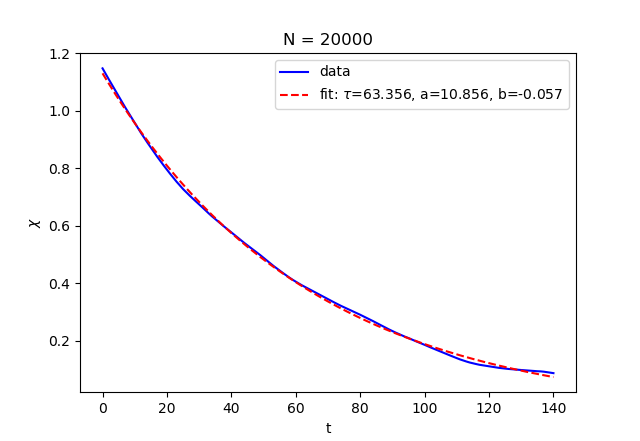 N = 20000
data
fit: τ=63.356, a=10.856, b=-0.057
1.2
1.0
0.8
0.6
0.4
0.2
χ
0 20 40 60 80 100 120 140
t